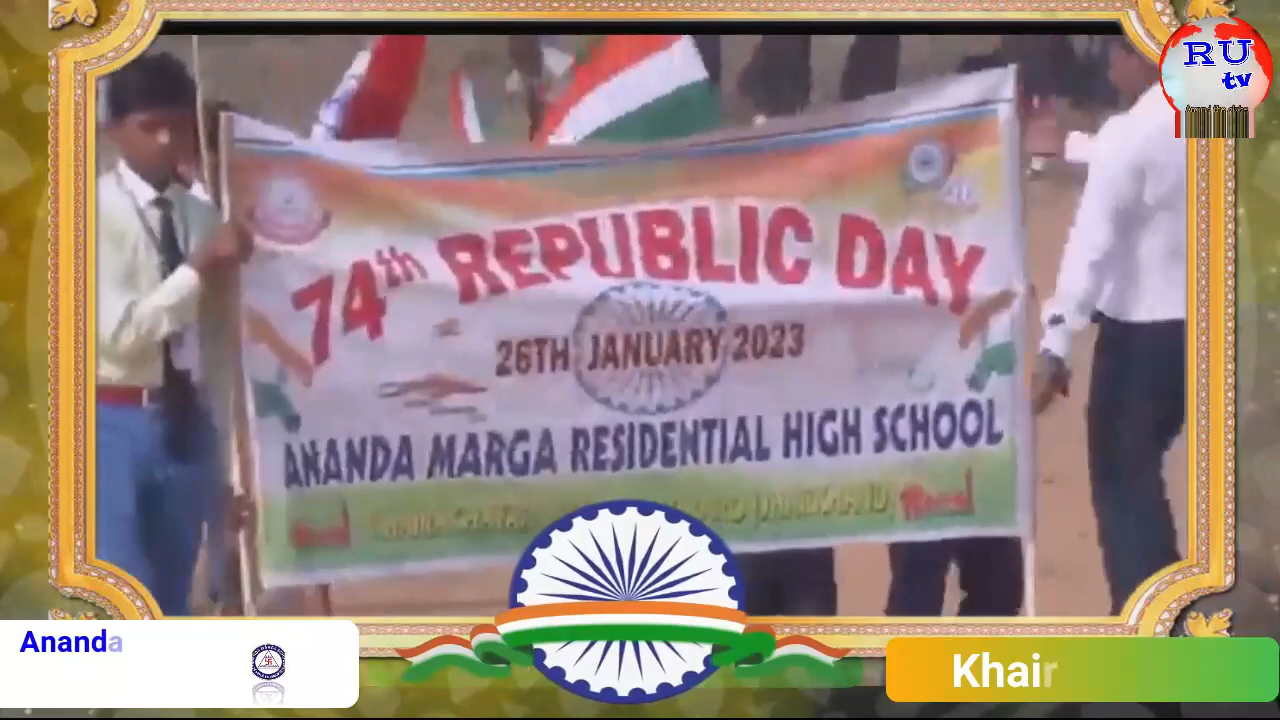 RU
tv
74th REPUBLIC DAY
26TH JANUARY 2023
ANANDA MARGA RESIDENTIAL HIGH SCHOOL
Ananda
Khair